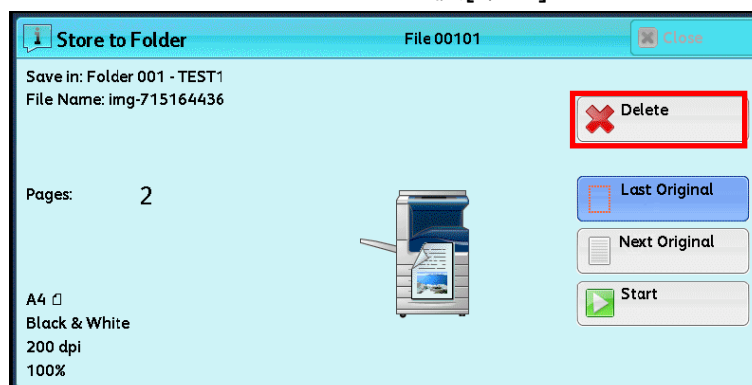 Store to Folder
File 00101
Close
Save in: Folder 001 - TEST1
File Name: img-715164436
Delete
Pages: 2
Last Original
Next Original
A4
Start
Black & White
200 dpi
100%